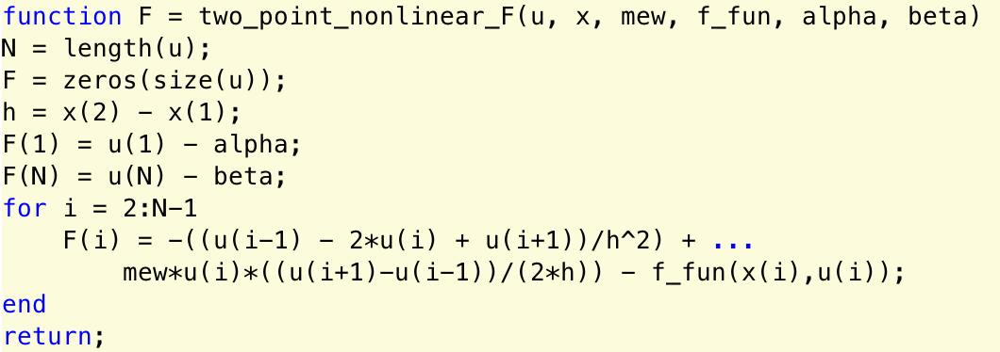 function F = two_point_nonlinear_F(u, x, mew, f_fun, alpha, beta)
N = length(u);
F = zeros(size(u));
h = x(2) - x(1);
F(1) = u(1) - alpha;
F(N) = u(N) - beta;
for i = 2:N-1
    F(i) = -((u(i-1) - 2*u(i) + u(i+1))/h^2) + ...
        mew*u(i)*((u(i+1)-u(i-1))/(2*h)) - f_fun(x(i),u(i));
end
return;